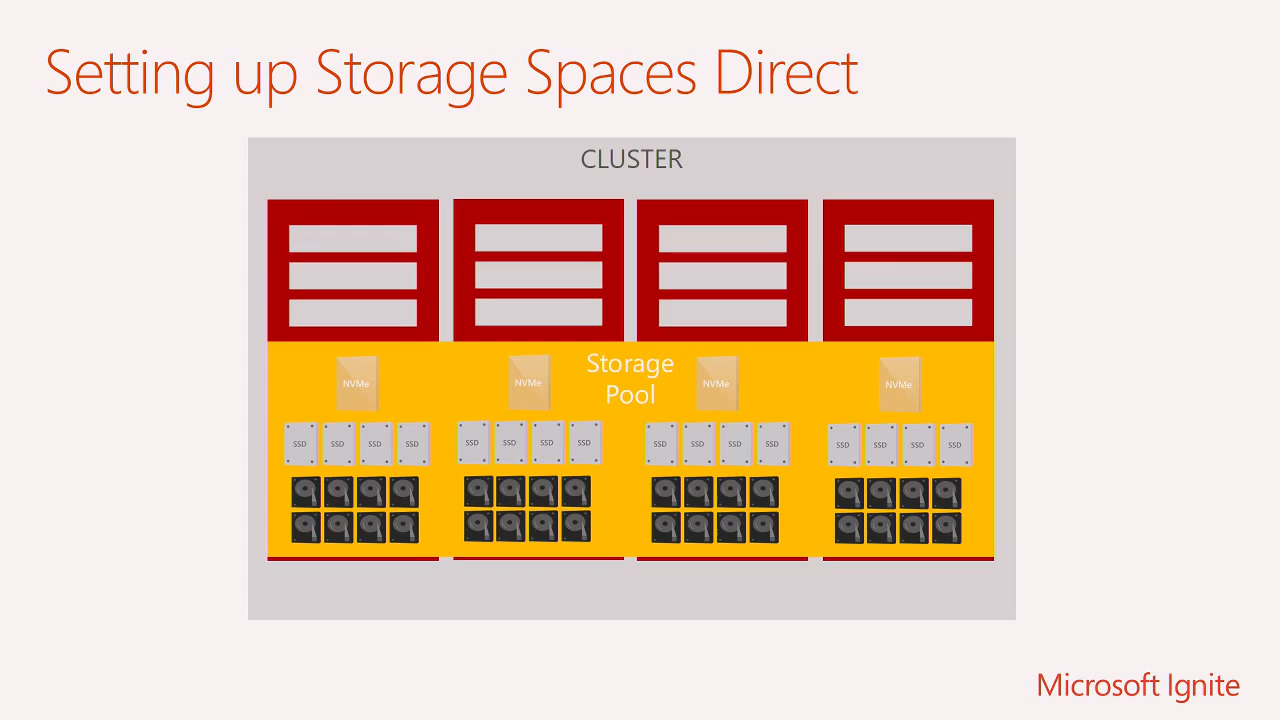 Setting up Storage Spaces Direct
CLUSTER
Storage
Pool
NVMe NVMe NVMe NVMe
SSD SSD SSD SSD SSD SSD SSD SSD SSD SSD SSD SSD SSD SSD SSD SSD
Microsoft Ignite